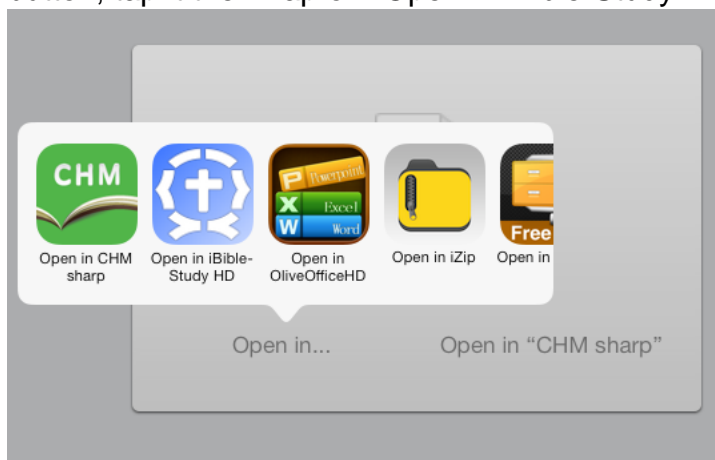 CHM
P Powerpoint
X Excel
W Word
Free
Open in CHM
sharp
Open in iBible-
Study HD
Open in
OliveOfficeHD
Open in iZip
Open in
Open in...
Open in “CHM sharp”